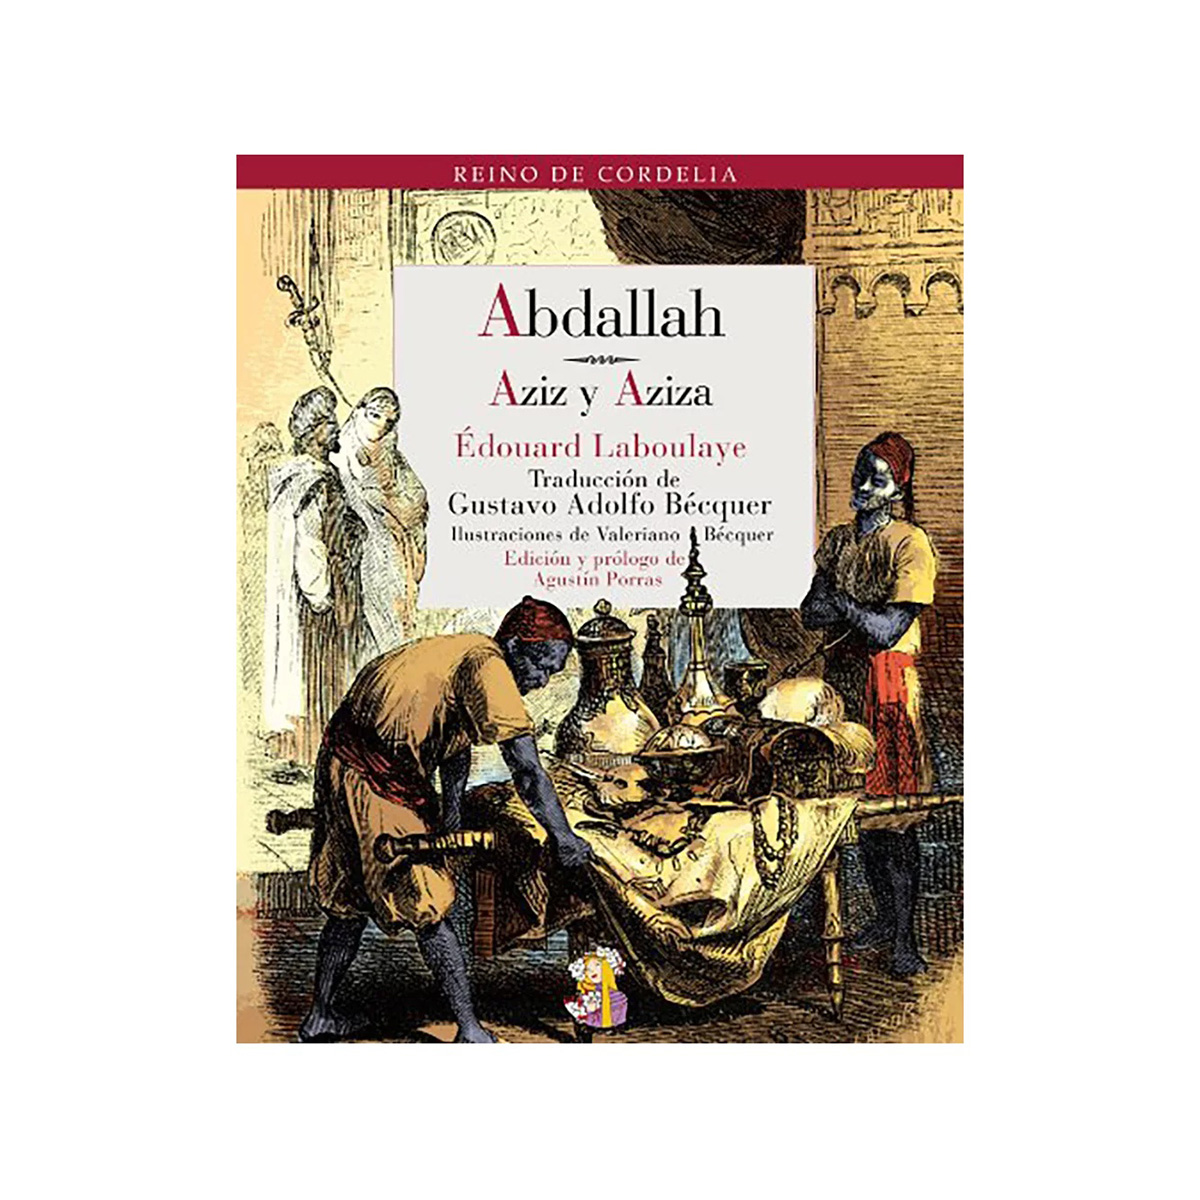 REINO DE CORDELIA
Abdallah
Aziz y Aziza
Édouard Laboulaye
Traducción de
Gustavo Adolfo Bécquer
Ilustraciones de Valeriano Bécquer
Edición y prólogo de
Agustín Porras